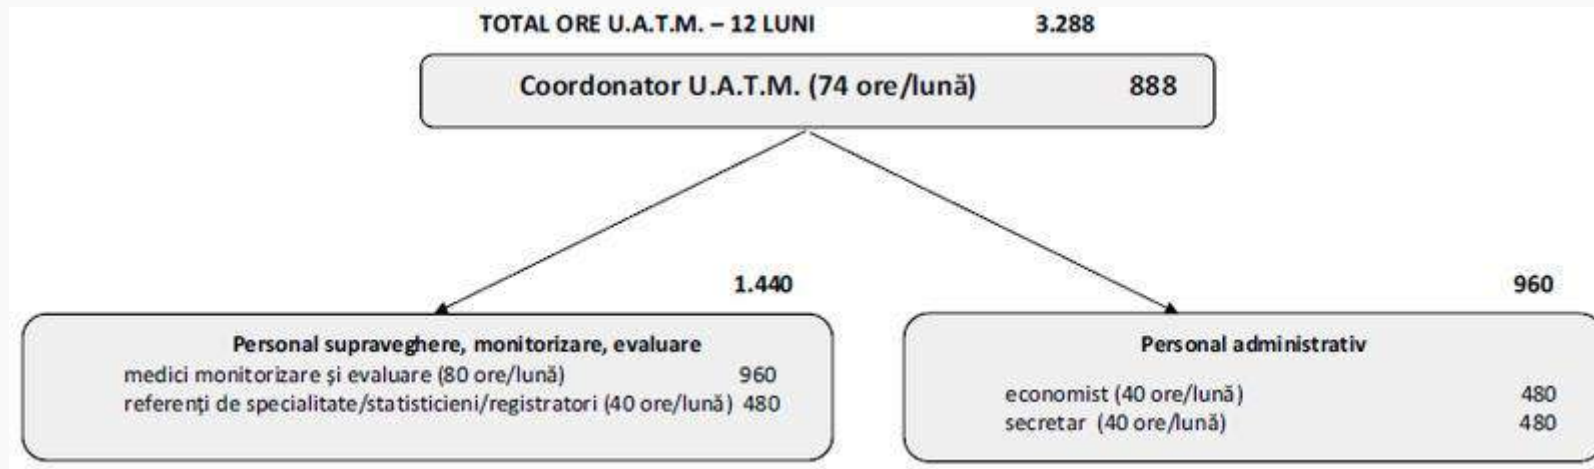 TOTAL ORE U.A.T.M. – 12 LUNI 3.288
Coordonator U.A.T.M. (74 ore/lună) 888
1.440
Personal supraveghere, monitorizare, evaluare
medici monitorizare și evaluare (80 ore/lună) 960
referenți de specialitate/statisticieni/registratori (40 ore/lună) 480
960
Personal administrativ
economist (40 ore/lună) 480
secretar (40 ore/lună) 480